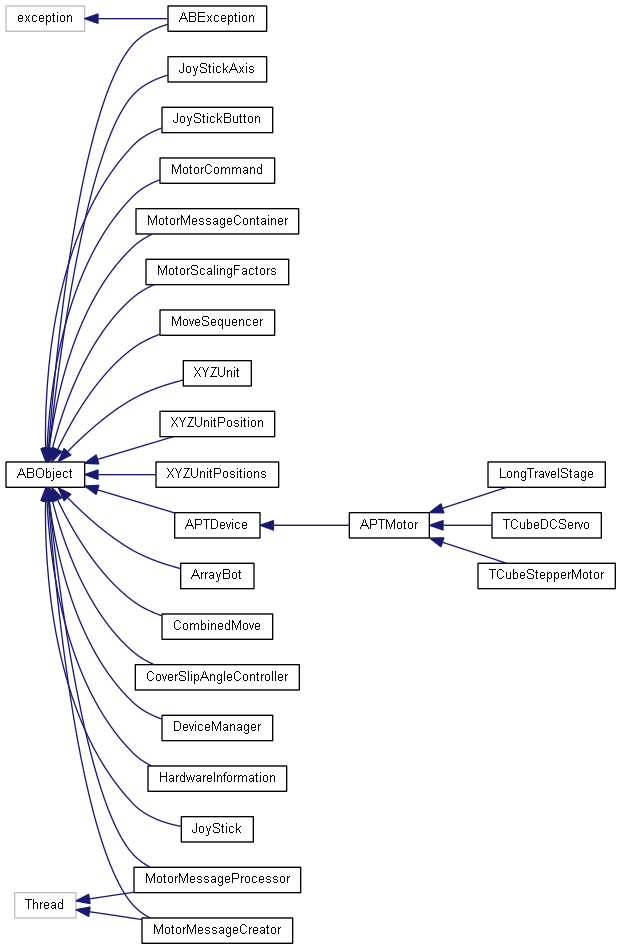 exception
ABException
JoyStickAxis
JoyStickButton
MotorCommand
MotorMessageContainer
MotorScalingFactors
MoveSequencer
XYZUnit
XYZUnitPosition
ABObject
XYZUnitPositions
LongTravelStage
APTDevice
APTMotor
TCubeDCServo
ArrayBot
TCubeStepperMotor
CombinedMove
CoverSlipAngleController
DeviceManager
HardwareInformation
JoyStick
MotorMessageProcessor
Thread
MotorMessageCreator